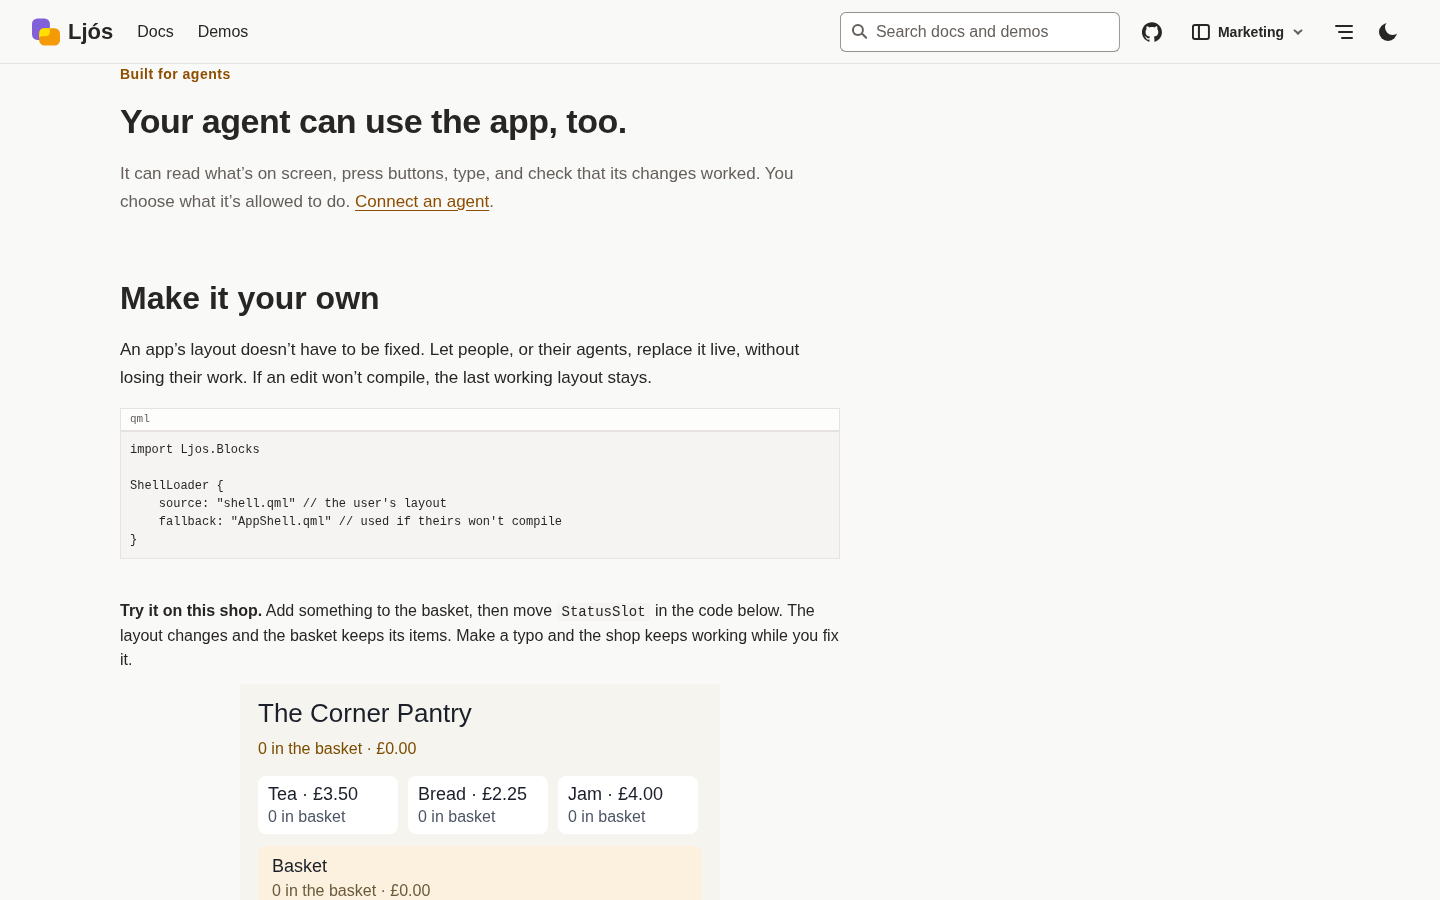 Ljós
Docs
Demos
Search docs and demos
Marketing
Built for agents
Your agent can use the app, too.
It can read what’s on screen, press buttons, type, and check that its changes worked. You
choose what it’s allowed to do. Connect an agent.
Make it your own
An app’s layout doesn’t have to be fixed. Let people, or their agents, replace it live, without
losing their work. If an edit won’t compile, the last working layout stays.
qml
import Ljos.Blocks
ShellLoader {
    source: "shell.qml" // the user's layout
    fallback: "AppShell.qml" // used if theirs won't compile
}
Try it on this shop. Add something to the basket, then move StatusSlot in the code below. The
layout changes and the basket keeps its items. Make a typo and the shop keeps working while you fix
it.
The Corner Pantry
0 in the basket · £0.00
Tea · £3.50
0 in basket
Bread · £2.25
0 in basket
Jam · £4.00
0 in basket
Basket
0 in the basket · £0.00